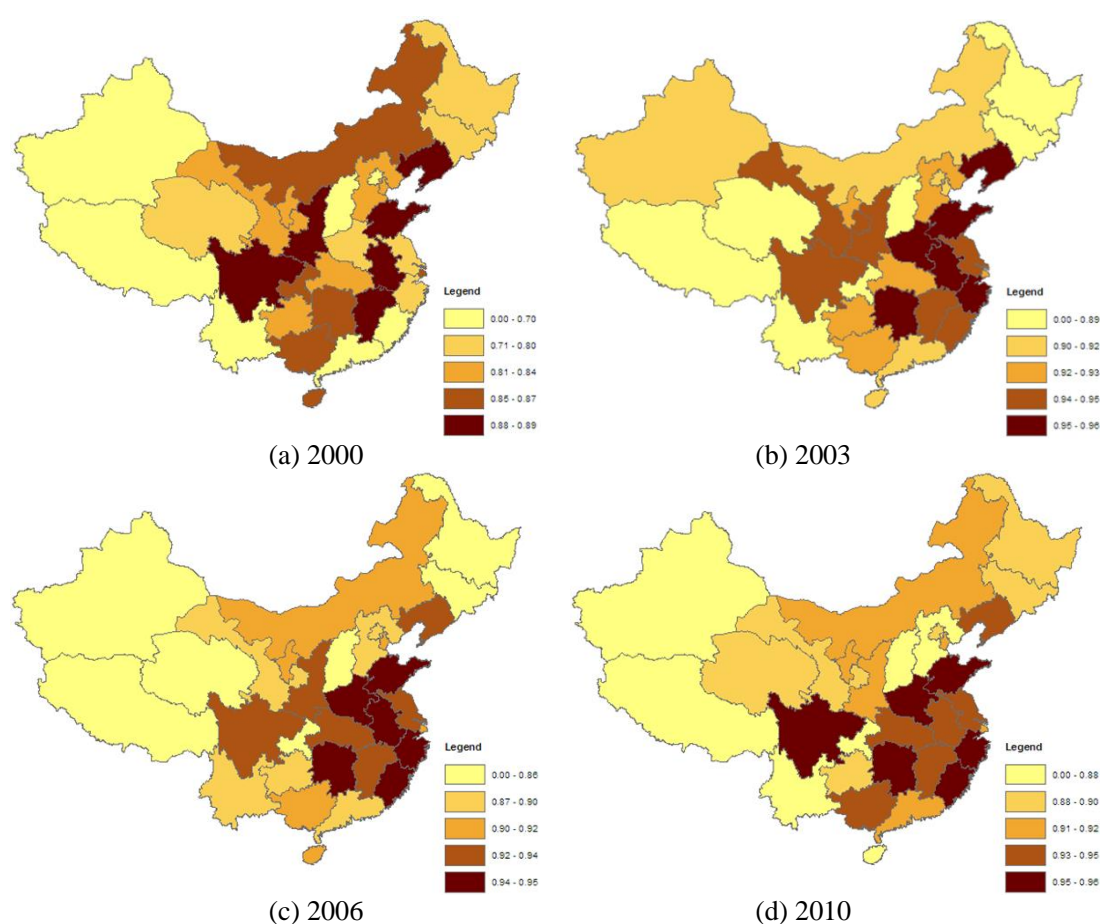 Legend
0.00 - 0.70
0.71 - 0.80
0.81 - 0.84
0.85 - 0.87
0.88 - 0.89
(a) 2000
Legend
0.00 - 0.89
0.90 - 0.92
0.92 - 0.93
0.94 - 0.95
0.95 - 0.96
(b) 2003
Legend
0.00 - 0.86
0.87 - 0.90
0.90 - 0.92
0.92 - 0.94
0.94 - 0.95
(c) 2006
Legend
0.00 - 0.88
0.88 - 0.90
0.91 - 0.92
0.93 - 0.95
0.95 - 0.96
(d) 2010